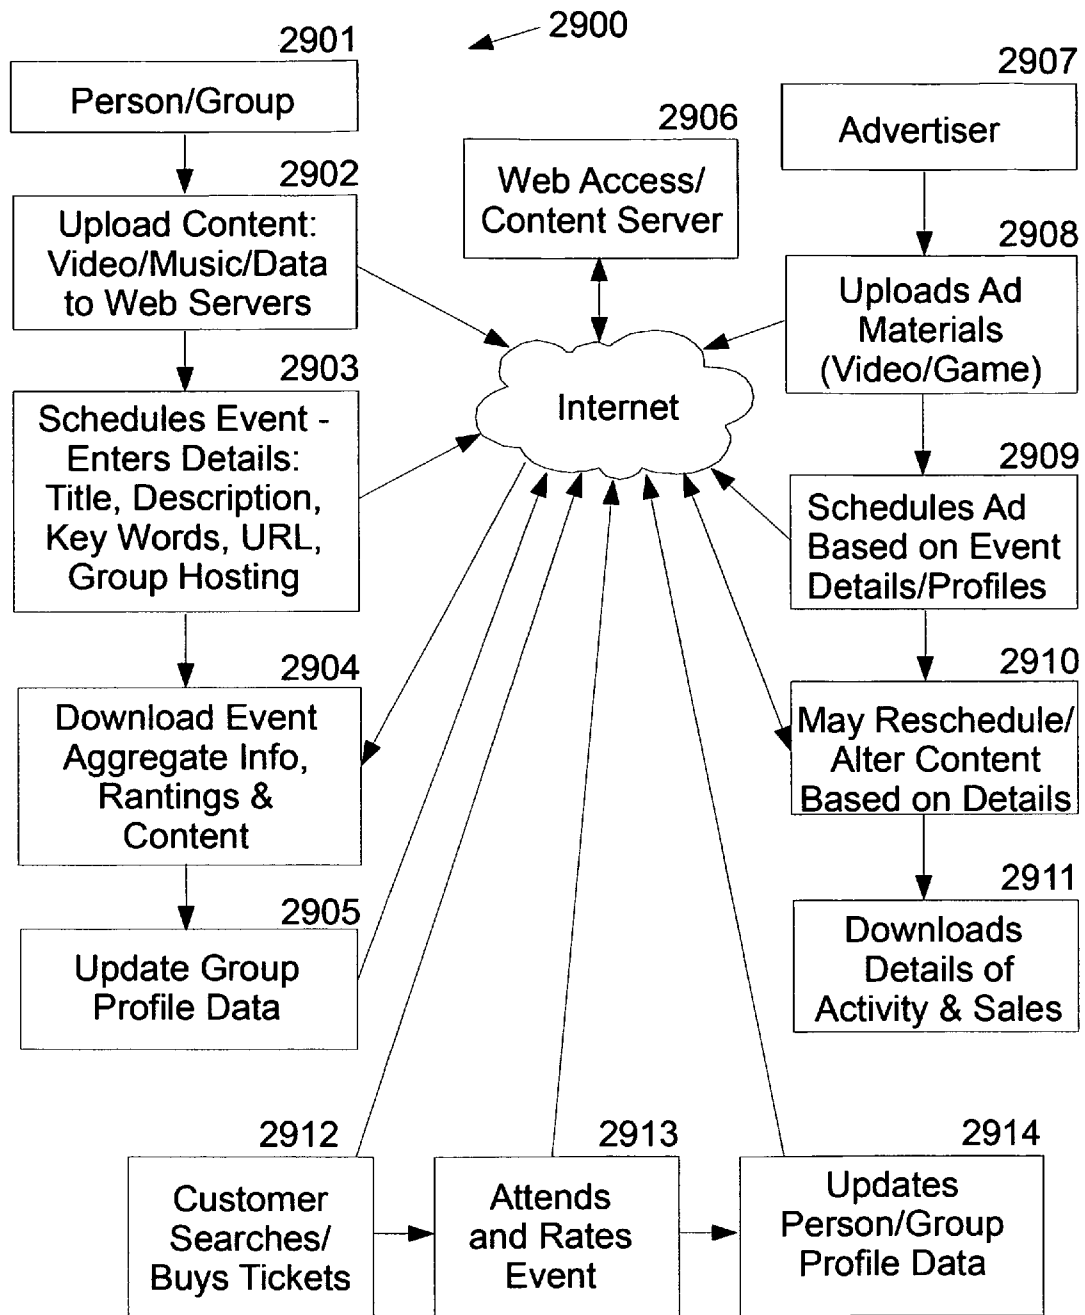 2900
2901
Person/Group
2902
Upload Content:
Video/Music/Data
to Web Servers
2903
Schedules Event -
Enters Details:
Title, Description,
Key Words, URL,
Group Hosting
2904
Download Event
Aggregate Info,
Rantings &
Content
2905
Update Group
Profile Data
2906
Web Access/
Content Server
Internet
2907
Advertiser
2908
Uploads Ad
Materials
(Video/Game)
2909
Schedules Ad
Based on Event
Details/Profiles
2910
May Reschedule/
Alter Content
Based on Details
2911
Downloads
Details of
Activity & Sales
2912
Customer
Searches/
Buys Tickets
2913
Attends
and Rates
Event
2914
Updates
Person/Group
Profile Data